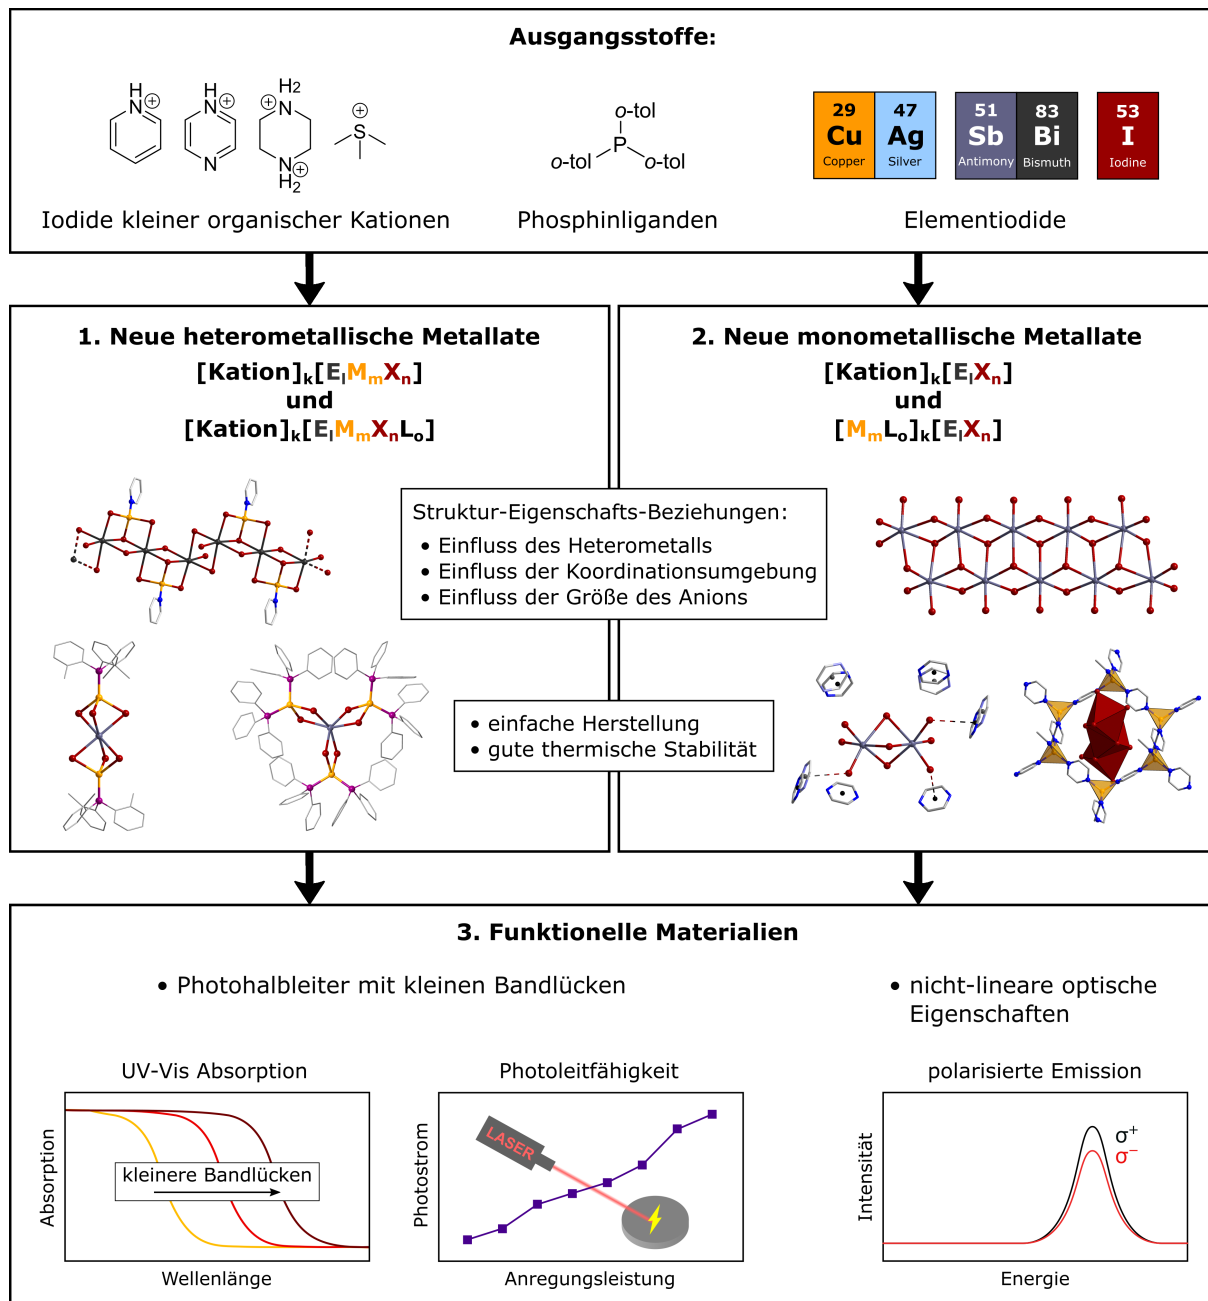 Ausgangsstoffe:
H
N
⊕
H
N
⊕
N
H2
N
⊕
⊕
N
H2
⊕
S
o-tol
P
o-tol
o-tol
29
Cu
Copper
47
Ag
Silver
51
Sb
Antimony
83
Bi
Bismuth
53
I
Iodine
Iodide kleiner organischer Kationen
Phosphinliganden
Elementiodide
1. Neue heterometallische Metallate
[Kation]k[ElMmXn]
und
[Kation]k[ElMmXnLo]
2. Neue monometallische Metallate
[Kation]k[ElXn]
und
[MmLo]k[ElXn]
Struktur-Eigenschafts-Beziehungen:
• Einfluss des Heterometalls
• Einfluss der Koordinationsumgebung
• Einfluss der Größe des Anions
• einfache Herstellung
• gute thermische Stabilität
3. Funktionelle Materialien
• Photohalbleiter mit kleinen Bandlücken
• nicht-lineare optische
Eigenschaften
UV-Vis Absorption
Absorption
kleinere Bandlücken
Wellenlänge
Photoleitfähigkeit
Photostrom
LASER
Anregungsleistung
polarisierte Emission
Intensität
σ+
σ−
Energie